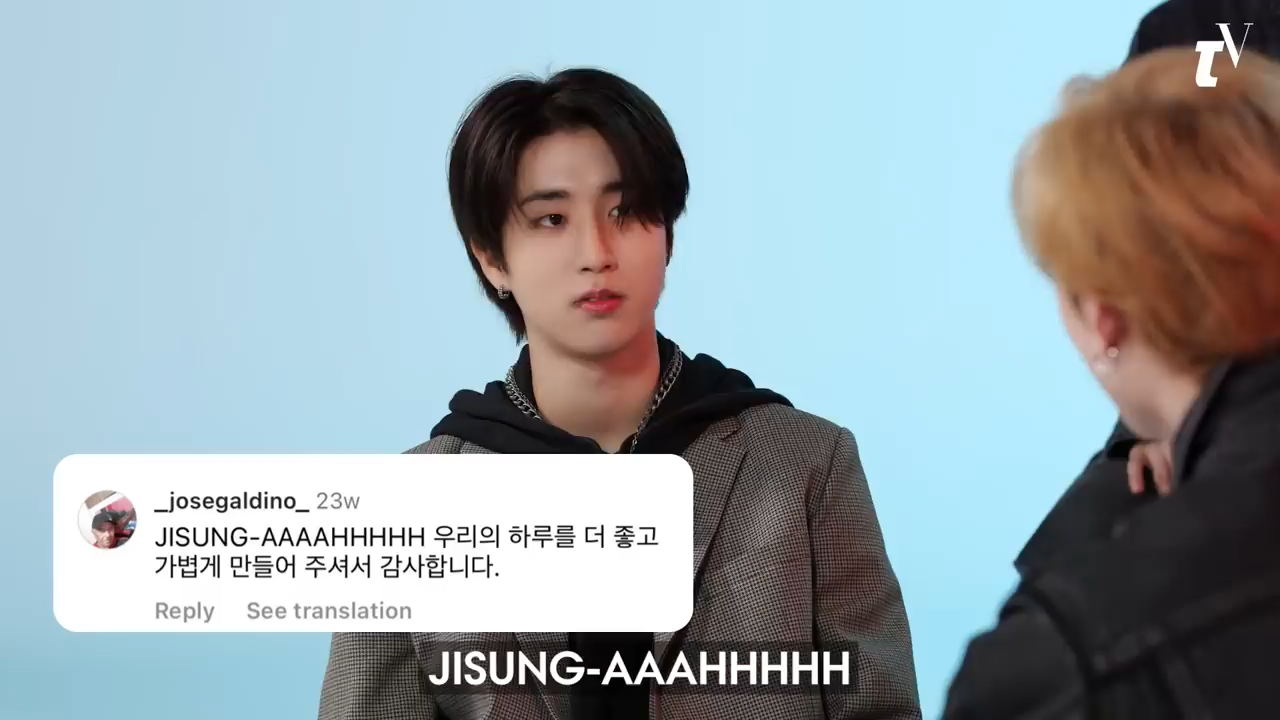 tV
_josegaldino_ 23w
JISUNG-AAAAHHHHH 우리의 하루를 더 좋고
가볍게 만들어 주셔서 감사합니다.
Reply See translation
JISUNG-AAAHHHHH